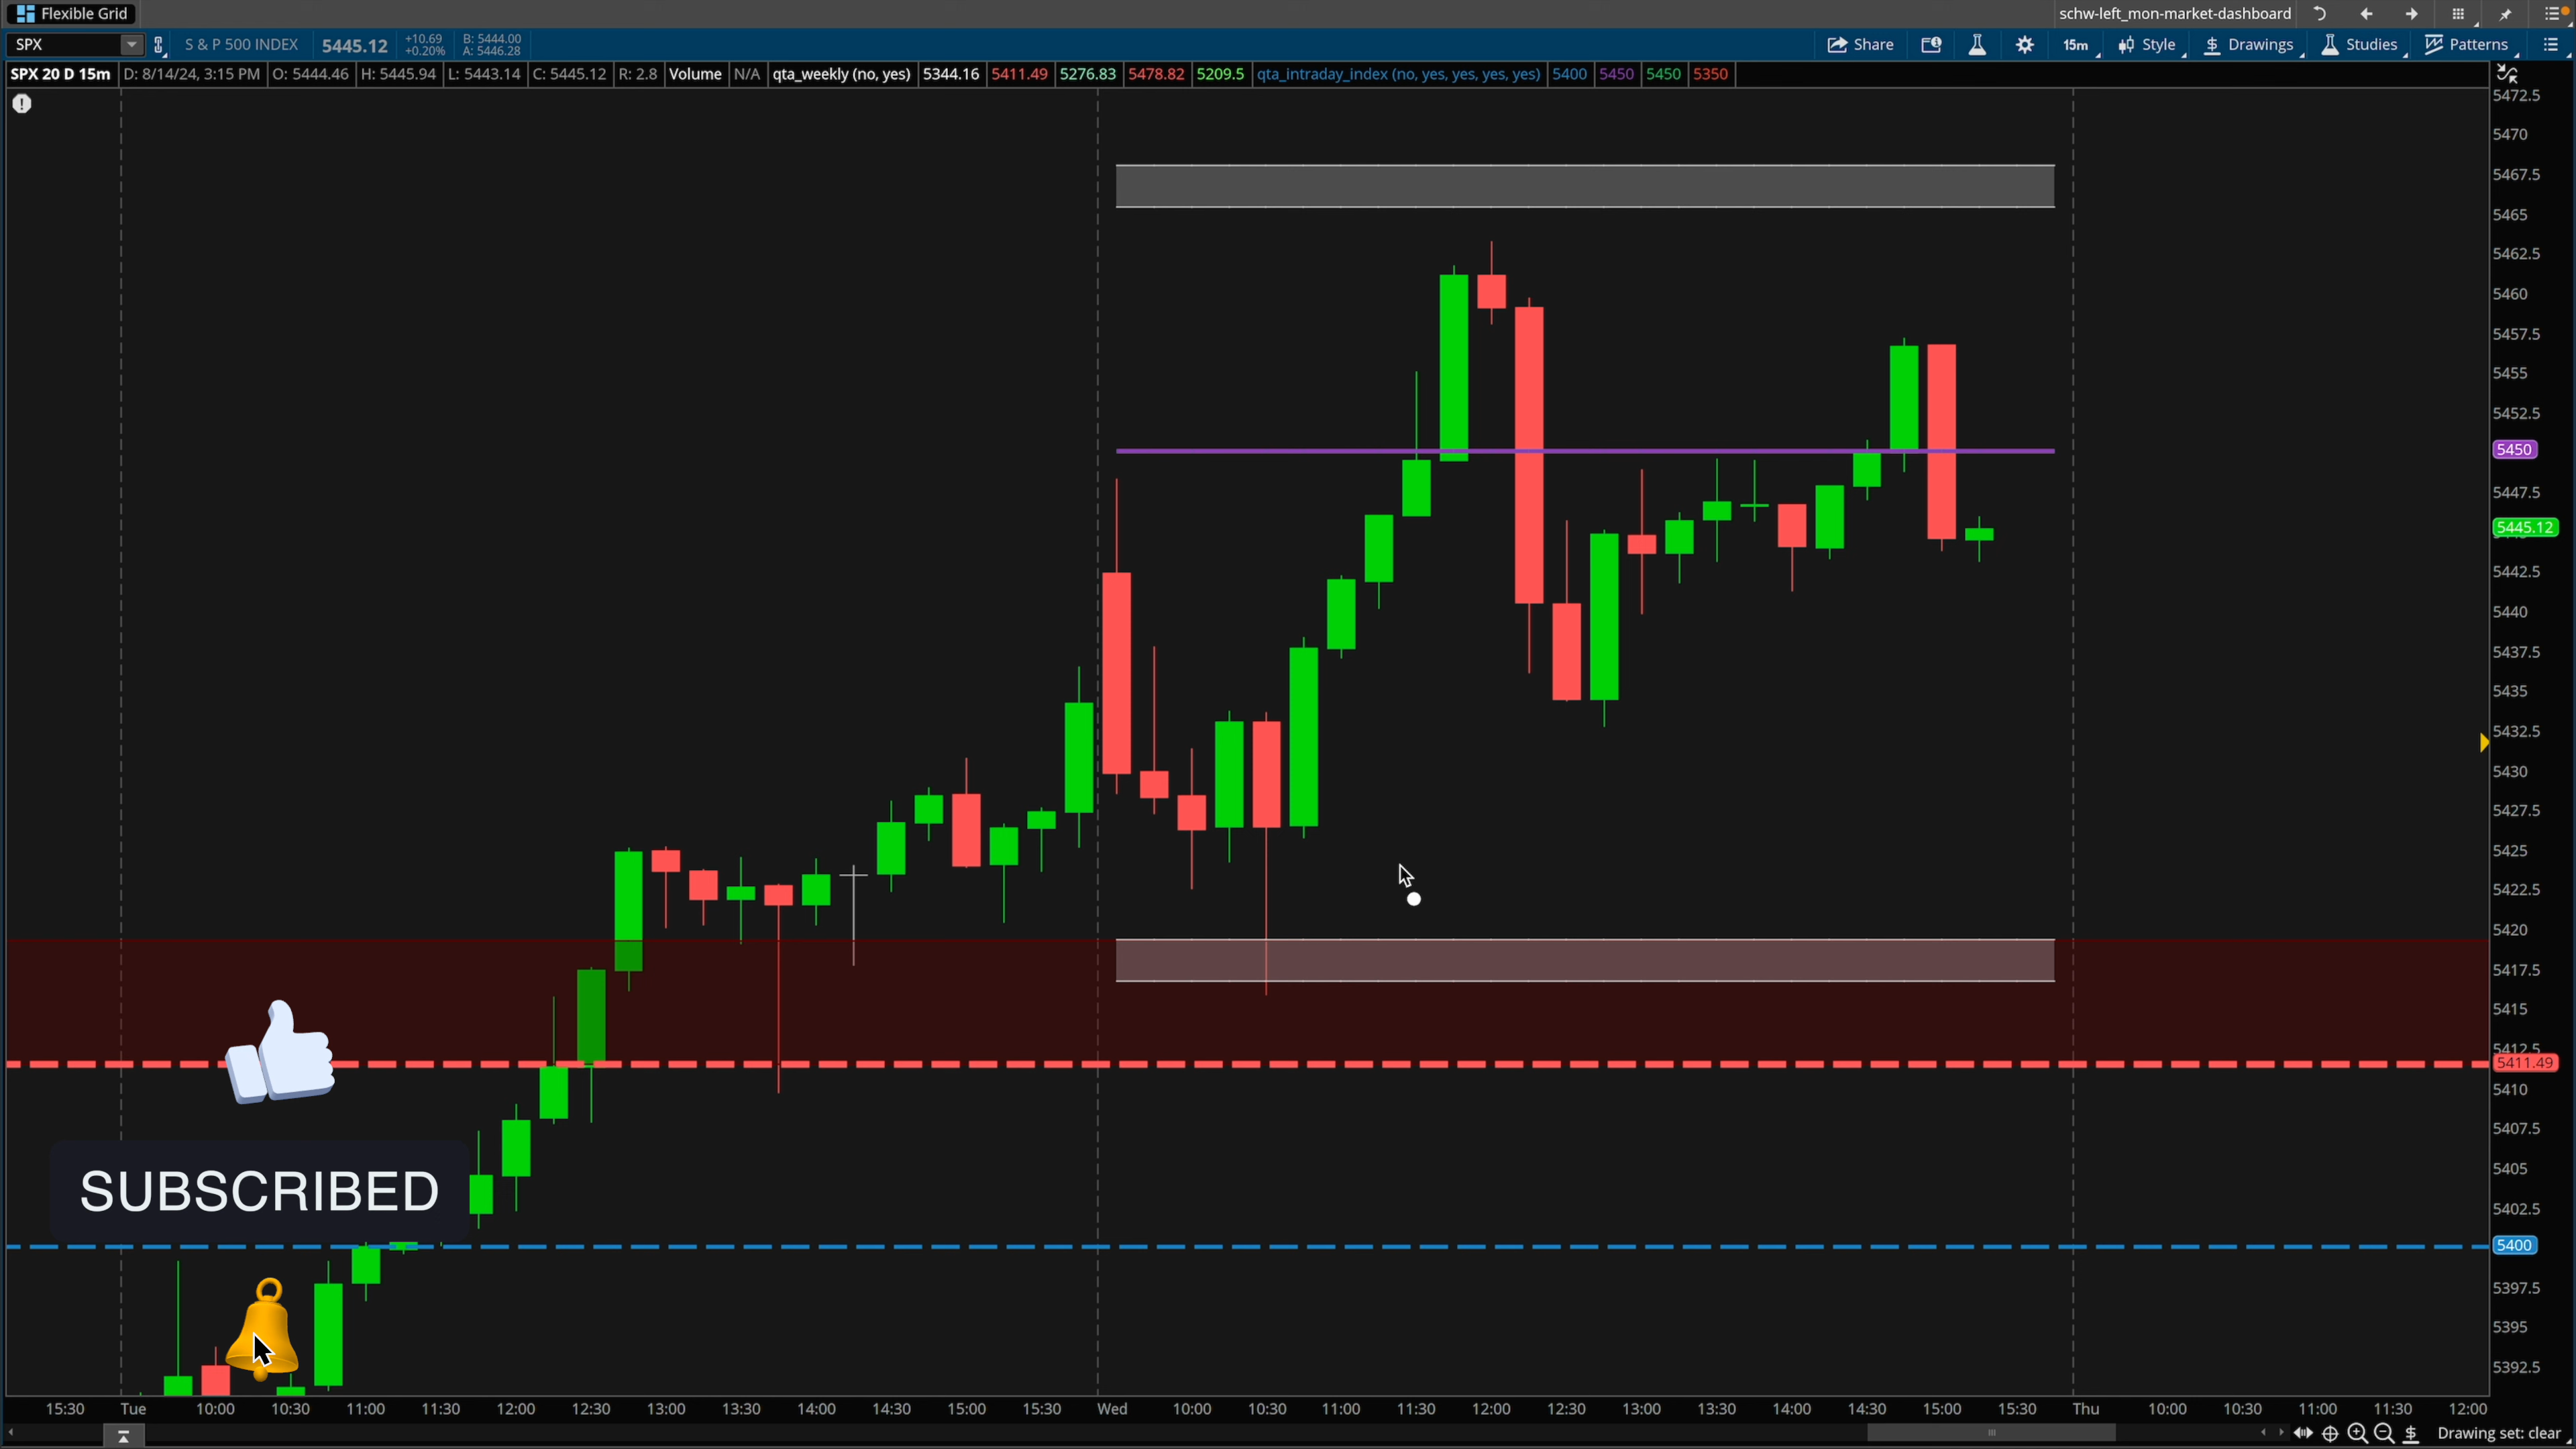 Flexible Grid
schw-left_mon-market-dashboard
SPX
S & P 500 INDEX
5445.12
+10.69
+0.20%
B: 5444.00
A: 5446.28
Share
15m
Style
Drawings
Studies
Patterns
SPX 20 D 15m D: 8/14/24, 3:15 PM O: 5444.46 H: 5445.94 L: 5443.14 C: 5445.12 R: 2.8 Volume N/A qta_weekly (no, yes) 5344.16 5411.49 5276.83 5478.82 5209.5 qta_intraday_index (no, yes, yes, yes, yes) 5400 5450 5450 5350
5472.5
5470
5467.5
5465
5462.5
5460
5457.5
5455
5452.5
5450
5447.5
5445.12
5442.5
5440
5437.5
5435
5432.5
5430
5427.5
5425
5422.5
5420
5417.5
5415
5412.5
5411.49
5410
5407.5
5405
5402.5
5400
5397.5
5395
5392.5
SUBSCRIBED
15:30 Tue 10:00 10:30 11:00 11:30 12:00 12:30 13:00 13:30 14:00 14:30 15:00 15:30 Wed 10:00 10:30 11:00 11:30 12:00 12:30 13:00 13:30 14:00 14:30 15:00 15:30 Thu 10:00 10:30 11:00 11:30 12:00
Drawing set: clear